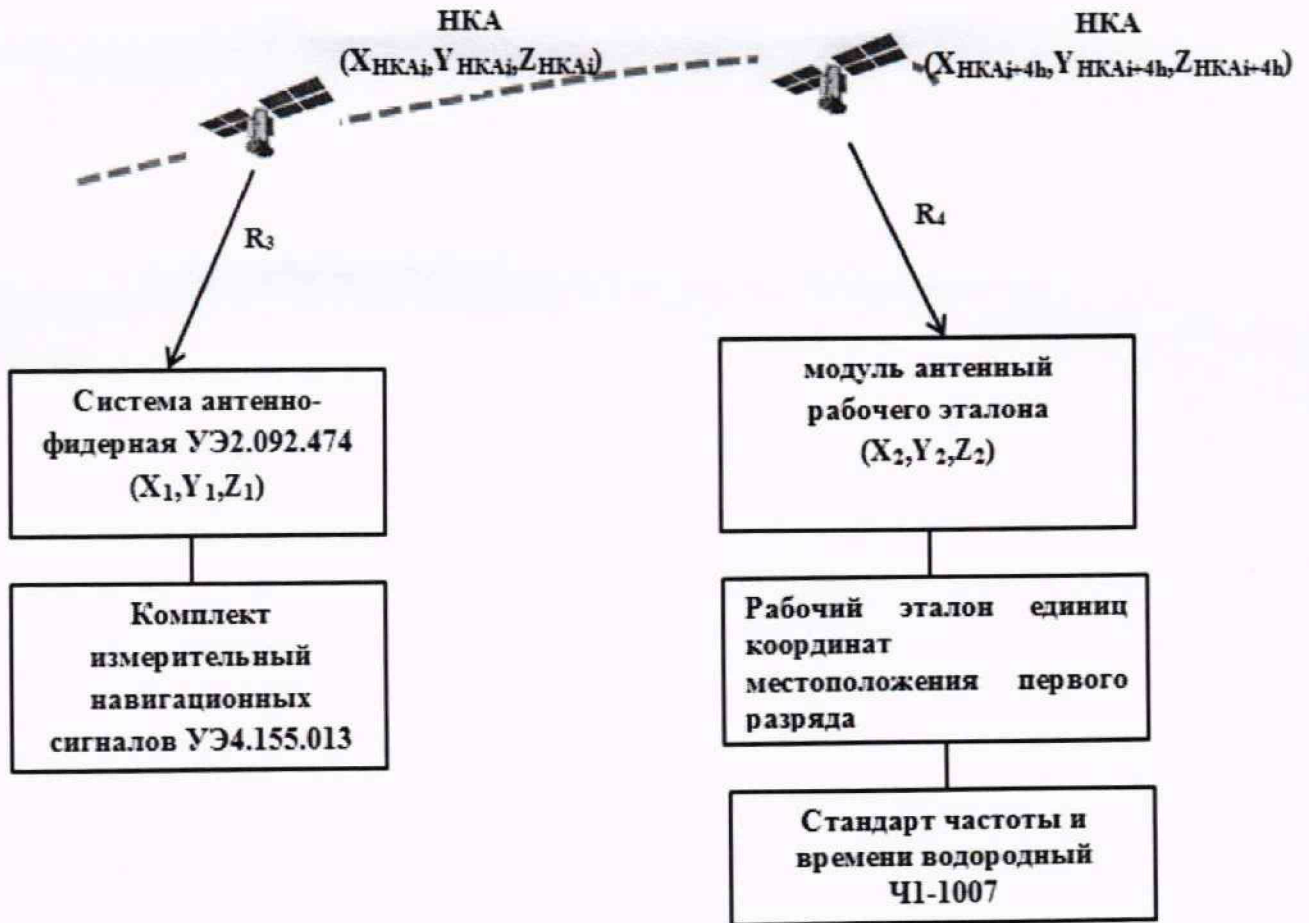 НКА
(XНКАi,YНКАi,ZНКАi)
НКА
(XНКАi+4h,YНКАi+4h,ZНКАi+4h)
R3
R4
Система антенно-
фидерная УЭ2.092.474
(X1,Y1,Z1)
Комплект
измерительный
навигационных
сигналов УЭ4.155.013
модуль антенный
рабочего эталона
(X2,Y2,Z2)
Рабочий эталон единиц
координат
местоположения первого
разряда
Стандарт частоты и
времени водородный
Ч1-1007